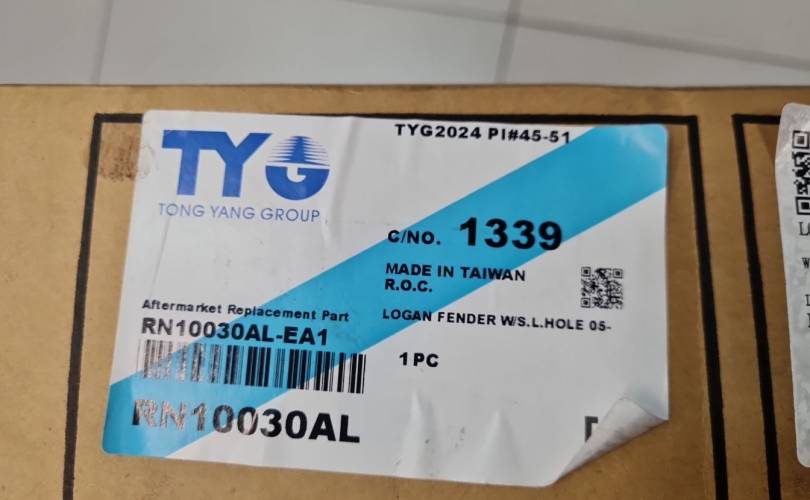 TYG
TONG YANG GROUP
TYG2024 PI#45-51
C/NO. 1339
MADE IN TAIWAN
R.O.C.
LOGAN FENDER W/S.L.HOLE 05-
1 PC
Aftermarket Replacement Part
RN10030AL-EA1
RN10030AL